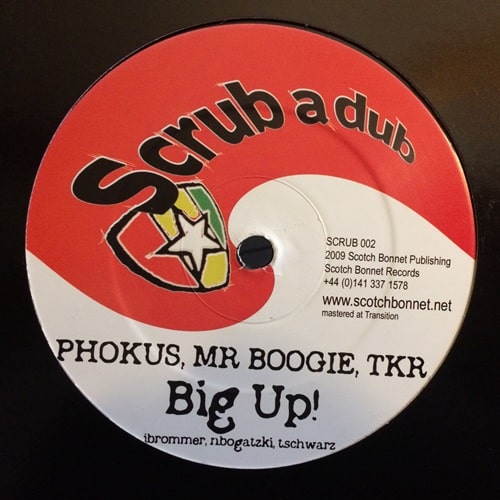 Scrub a dub
SCRUB 002
2009 Scotch Bonnet Publishing
Scotch Bonnet Records
+44 (0)141 337 1578
www.scotchbonnet.net
mastered at Transition
PHOKUS, MR BOOGIE, TKR
Big Up!
ibrommer, nbogatzki, tschwarz